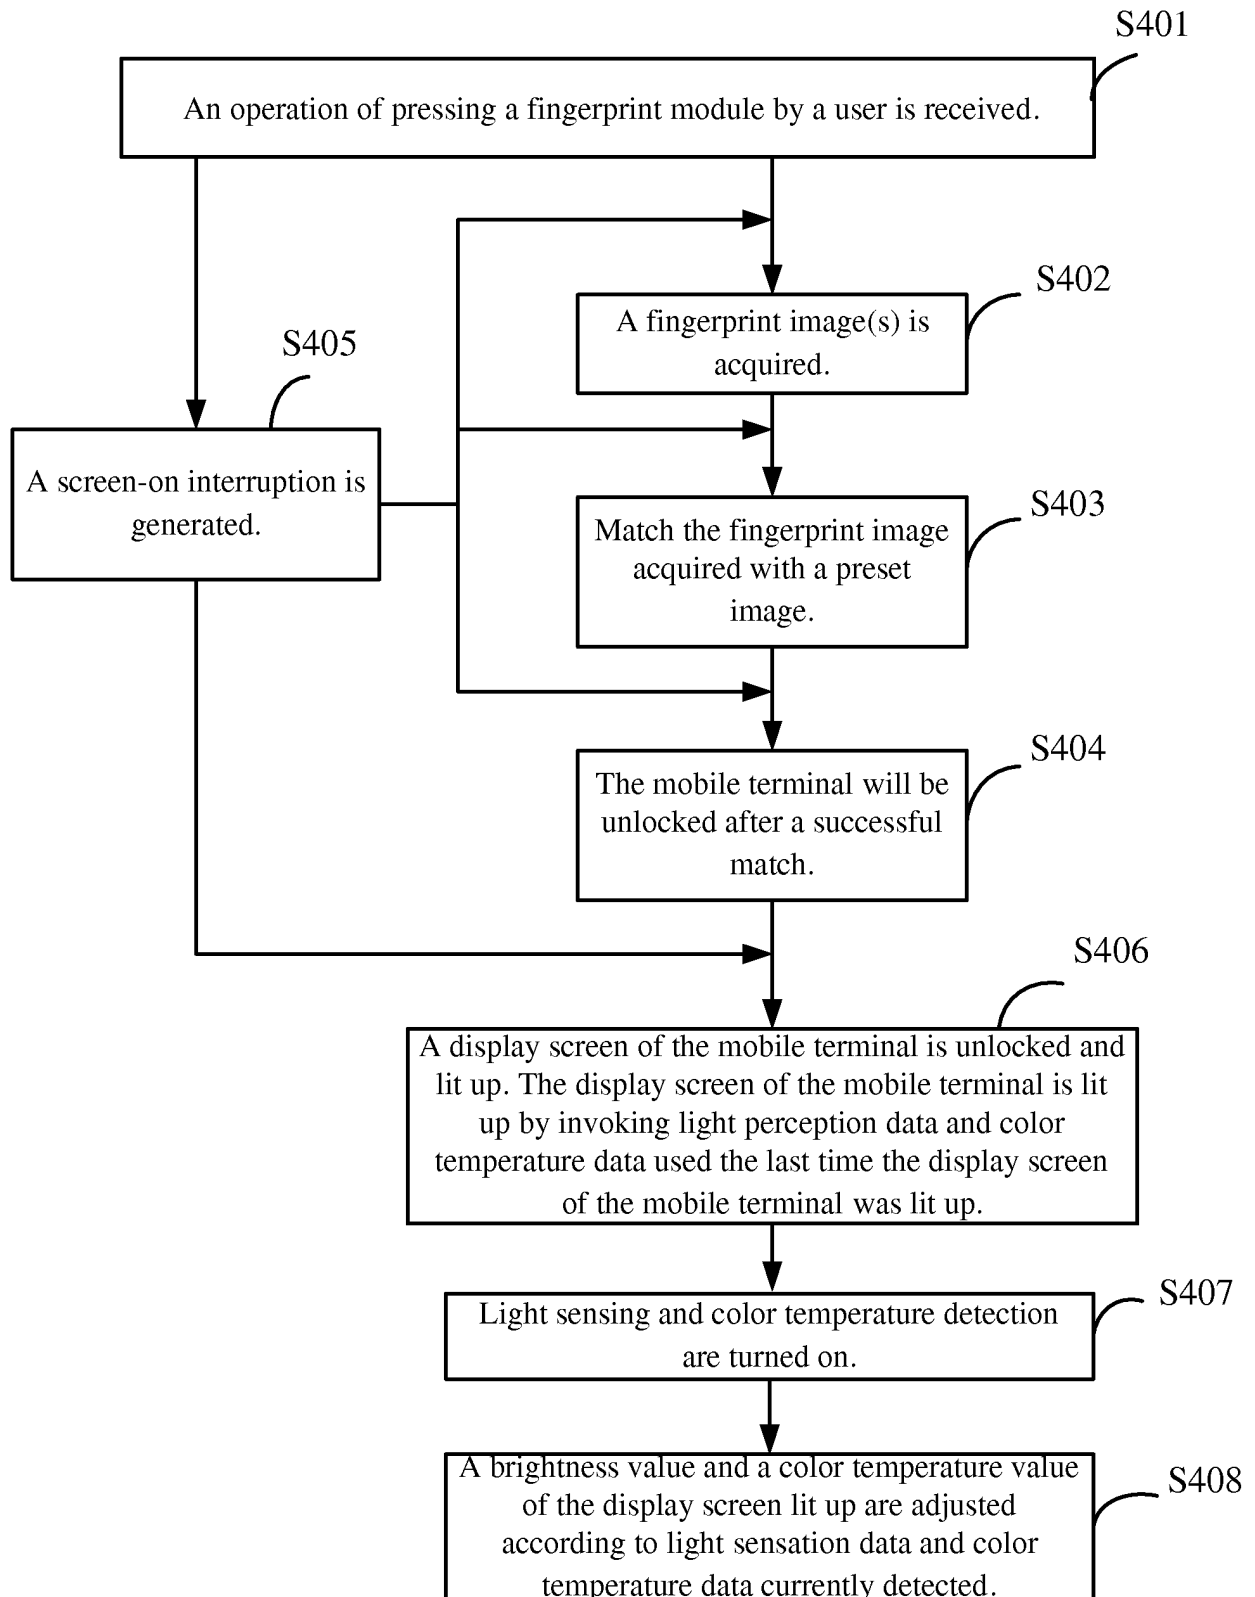 S401
An operation of pressing a fingerprint module by a user is received.
S402
A fingerprint image(s) is
acquired.
S405
A screen-on interruption is
generated.
S403
Match the fingerprint image
acquired with a preset
image.
S404
The mobile terminal will be
unlocked after a successful
match.
S406
A display screen of the mobile terminal is unlocked and
lit up. The display screen of the mobile terminal is lit
up by invoking light perception data and color
temperature data used the last time the display screen
of the mobile terminal was lit up.
S407
Light sensing and color temperature detection
are turned on.
S408
A brightness value and a color temperature value
of the display screen lit up are adjusted
according to light sensation data and color
temperature data currently detected.